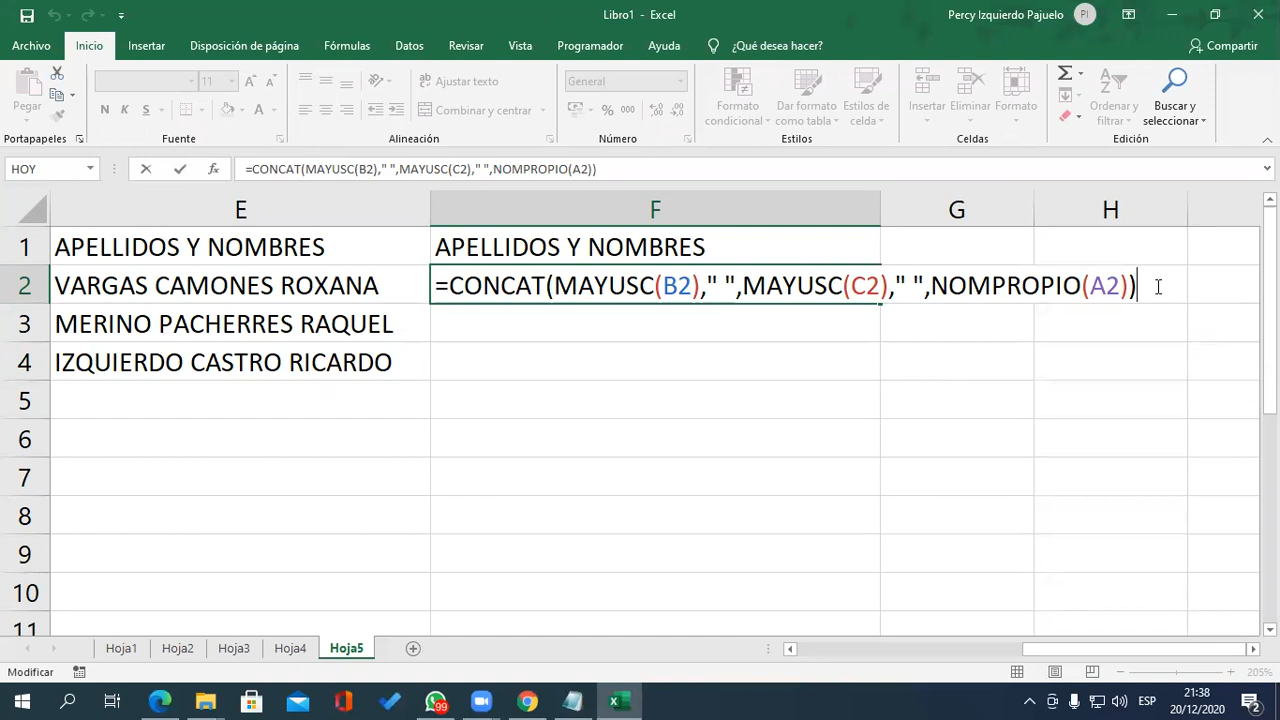 Libro1 - Excel
Percy Izquierdo Pajuelo
PI
Archivo
Inicio
Insertar
Disposición de página
Fórmulas
Datos
Revisar
Vista
Programador
Ayuda
¿Qué desea hacer?
Compartir
Pegar
11
A A
N K S
A
Ajustar texto
Combinar y centrar
General
% 000
Formato condicional
Dar formato como tabla
Estilos de celda
Insertar
Eliminar
Formato
Ordenar y filtrar
Buscar y seleccionar
Portapapeles
Fuente
Alineación
Número
Estilos
Celdas
Edición
HOY
fx
=CONCAT(MAYUSC(B2)," ",MAYUSC(C2)," ",NOMPROPIO(A2))
E F G H
1 APELLIDOS Y NOMBRES APELLIDOS Y NOMBRES
2 VARGAS CAMONES ROXANA =CONCAT(MAYUSC(B2)," ",MAYUSC(C2)," ",NOMPROPIO(A2))
3 MERINO PACHERRES RAQUEL
4 IZQUIERDO CASTRO RICARDO
5
6
7
8
9
10
11
Hoja1 Hoja2 Hoja3 Hoja4 Hoja5
Modificar
205%
99
ESP
21:38
20/12/2020
2